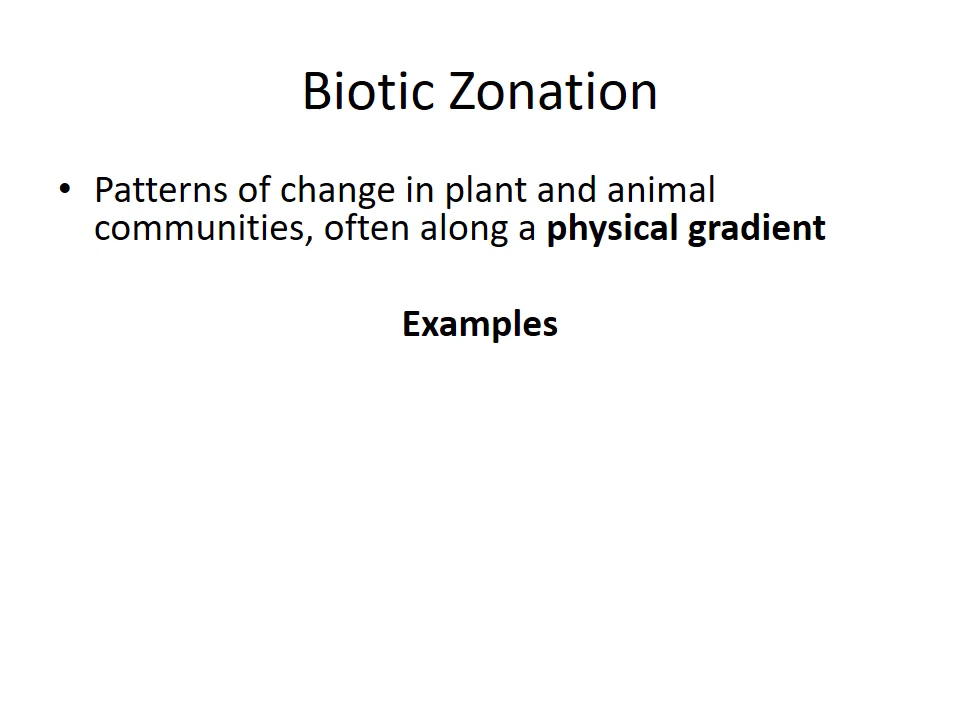 Biotic Zonation
• Patterns of change in plant and animal
communities, often along a physical gradient
Examples